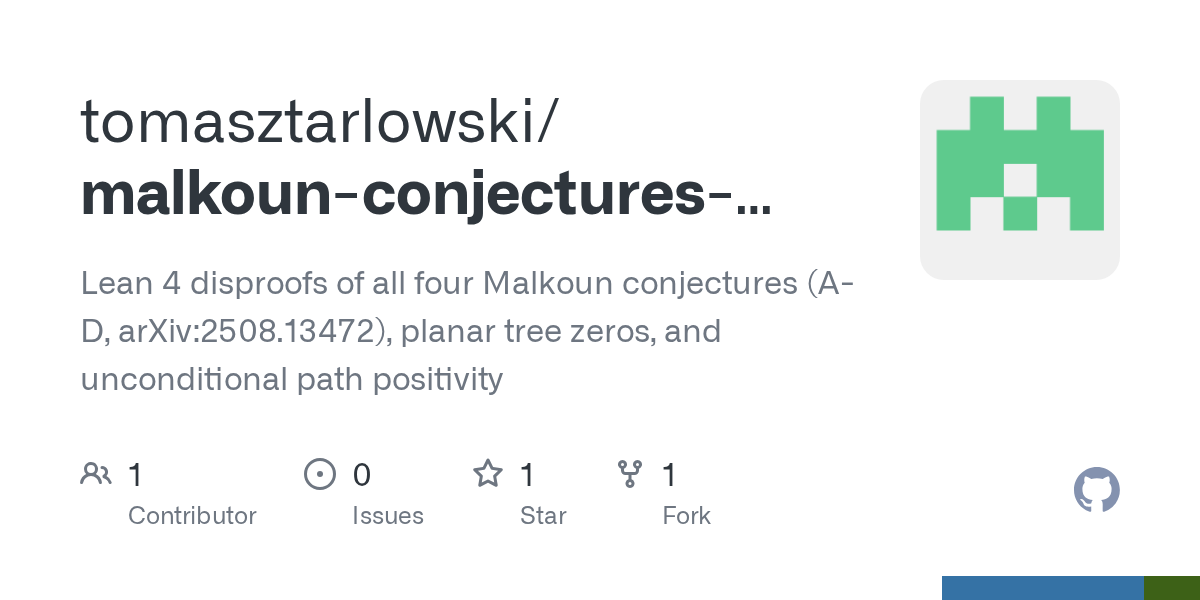 tomasztarlowski/
malkoun-conjectures-...
Lean 4 disproofs of all four Malkoun conjectures (A-
D, arXiv:2508.13472), planar tree zeros, and
unconditional path positivity
1 0 1 1
Contributor Issues Star Fork